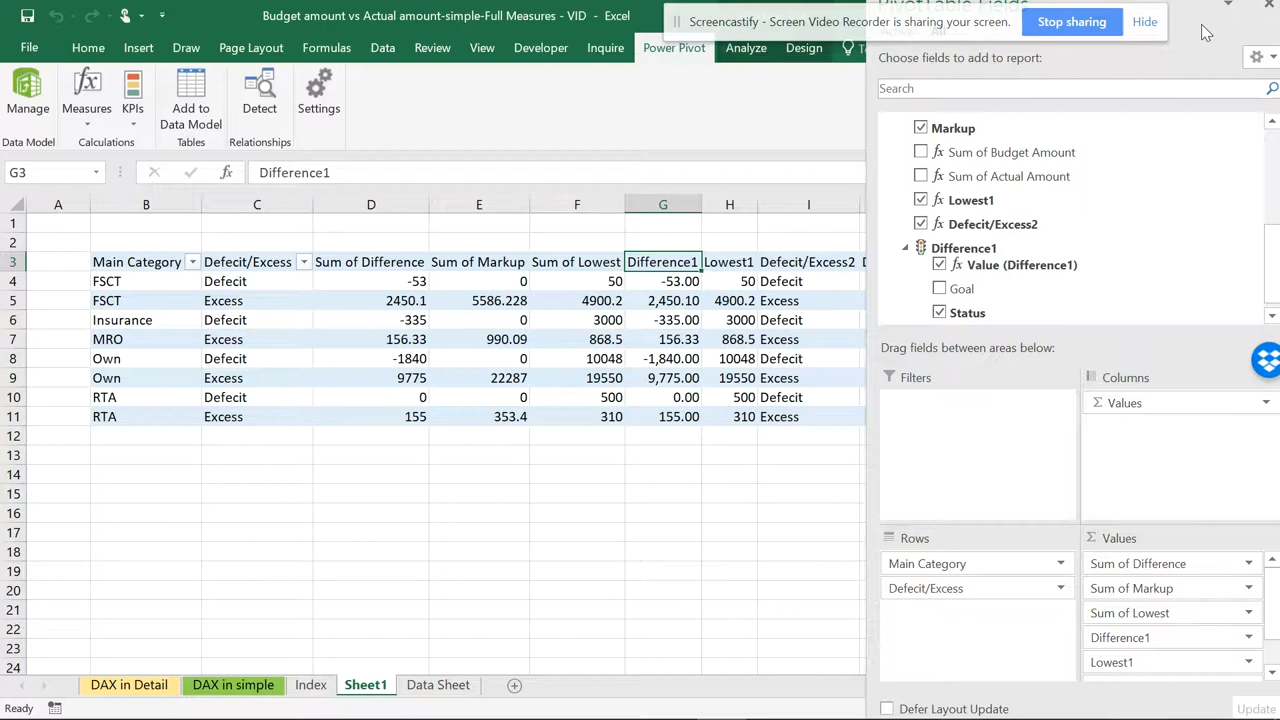 Budget amount vs Actual amount-simple-Full Measures - VID - Excel
PivotTable Fields
Screencastify - Screen Video Recorder is sharing your screen. Stop sharing Hide
File Home Insert Draw Page Layout Formulas Data Review View Developer Inquire Power Pivot Analyze Design
Manage Measures KPIs Add to Data Model Detect Settings
Data Model Calculations Tables Relationships
G3 fx Difference1
A B C D E F G H I
1
2
3 Main Category Defecit/Excess Sum of Difference Sum of Markup Sum of Lowest Difference1 Lowest1 Defecit/Excess2
FSCT Defecit -53 0 50 -53.00 50 Defecit
5 FSCT Excess 2450.1 5586.228 4900.2 2,450.10 4900.2 Excess
6 Insurance Defecit -335 0 3000 -335.00 3000 Defecit
7 MRO Excess 156.33 990.09 868.5 156.33 868.5 Excess
8 Own Defecit -1840 0 10048 -1,840.00 10048 Defecit
9 Own Excess 9775 22287 19550 9,775.00 19550 Excess
10 RTA Defecit 0 0 500 0.00 500 Defecit
11 RTA Excess 155 353.4 310 155.00 310 Excess
12
13
14
15
16
17
18
19
20
21
22
23
24
DAX in Detail DAX in simple Index Sheet1 Data Sheet
Ready
All
Choose fields to add to report:
Search
Markup
fx Sum of Budget Amount
fx Sum of Actual Amount
fx Lowest1
fx Defecit/Excess2
Difference1
fx Value (Difference1)
Goal
Status
Drag fields between areas below:
Filters
Columns
Σ Values
Rows
Main Category
Defecit/Excess
Σ Values
Sum of Difference
Sum of Markup
Sum of Lowest
Difference1
Lowest1
Defer Layout Update Update